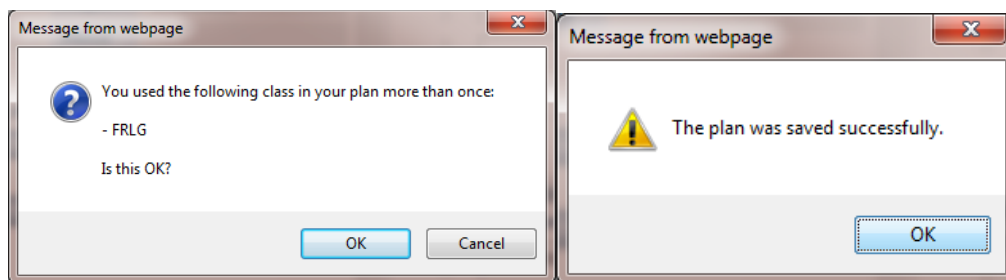 Message from webpage
You used the following class in your plan more than once:
- FRLG
Is this OK?
OK
Cancel
Message from webpage
The plan was saved successfully.
OK